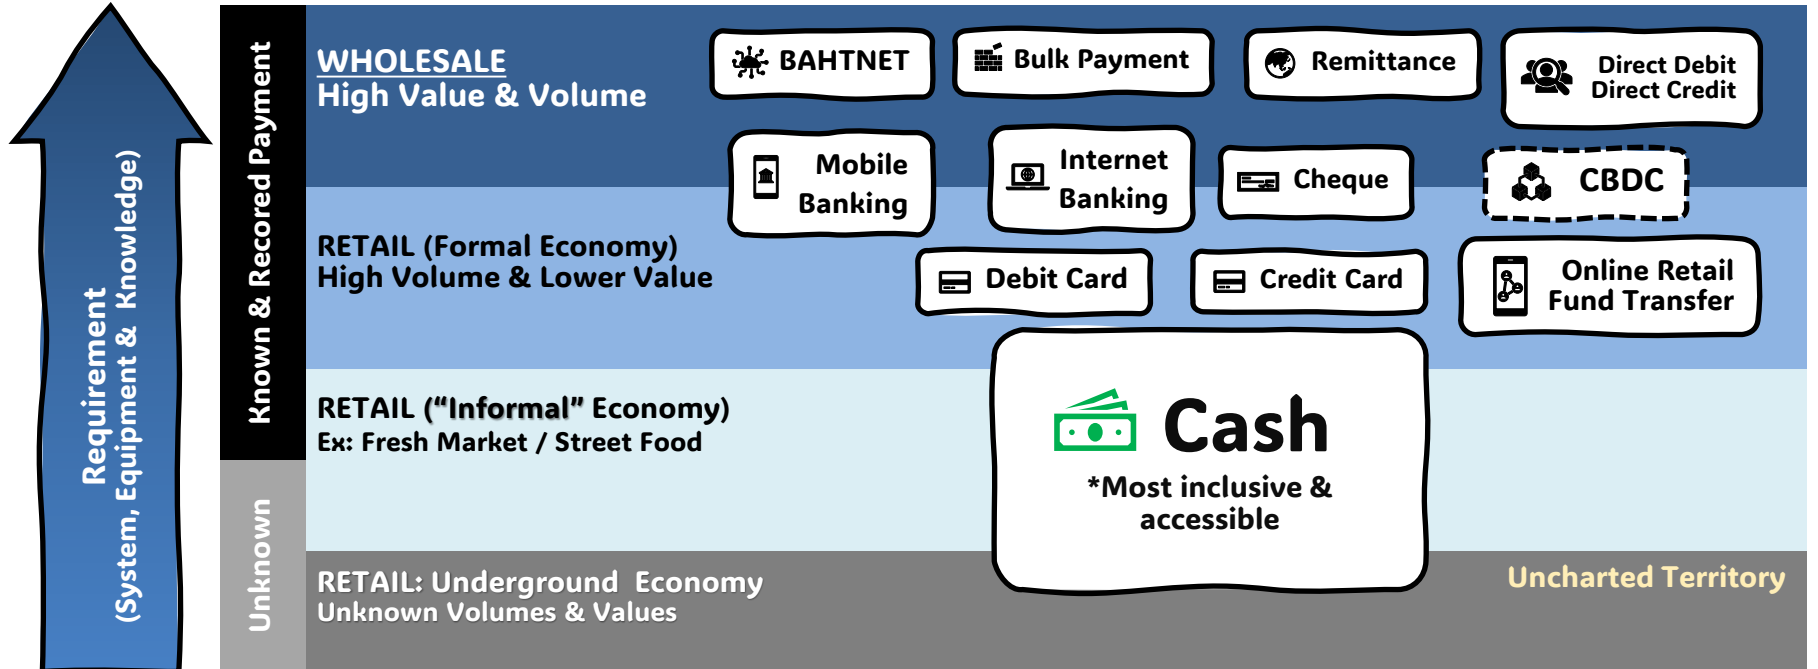 Requirement
(System, Equipment & Knowledge)
Known & Recored Payment
Unknown
WHOLESALE
High Value & Volume
BAHTNET
Bulk Payment
Remittance
Direct Debit
Direct Credit
Mobile
Banking
Internet
Banking
Cheque
CBDC
RETAIL (Formal Economy)
High Volume & Lower Value
Debit Card
Credit Card
Online Retail
Fund Transfer
RETAIL (“Informal” Economy)
Ex: Fresh Market / Street Food
Cash
*Most inclusive &
accessible
RETAIL: Underground Economy
Unknown Volumes & Values
Uncharted Territory